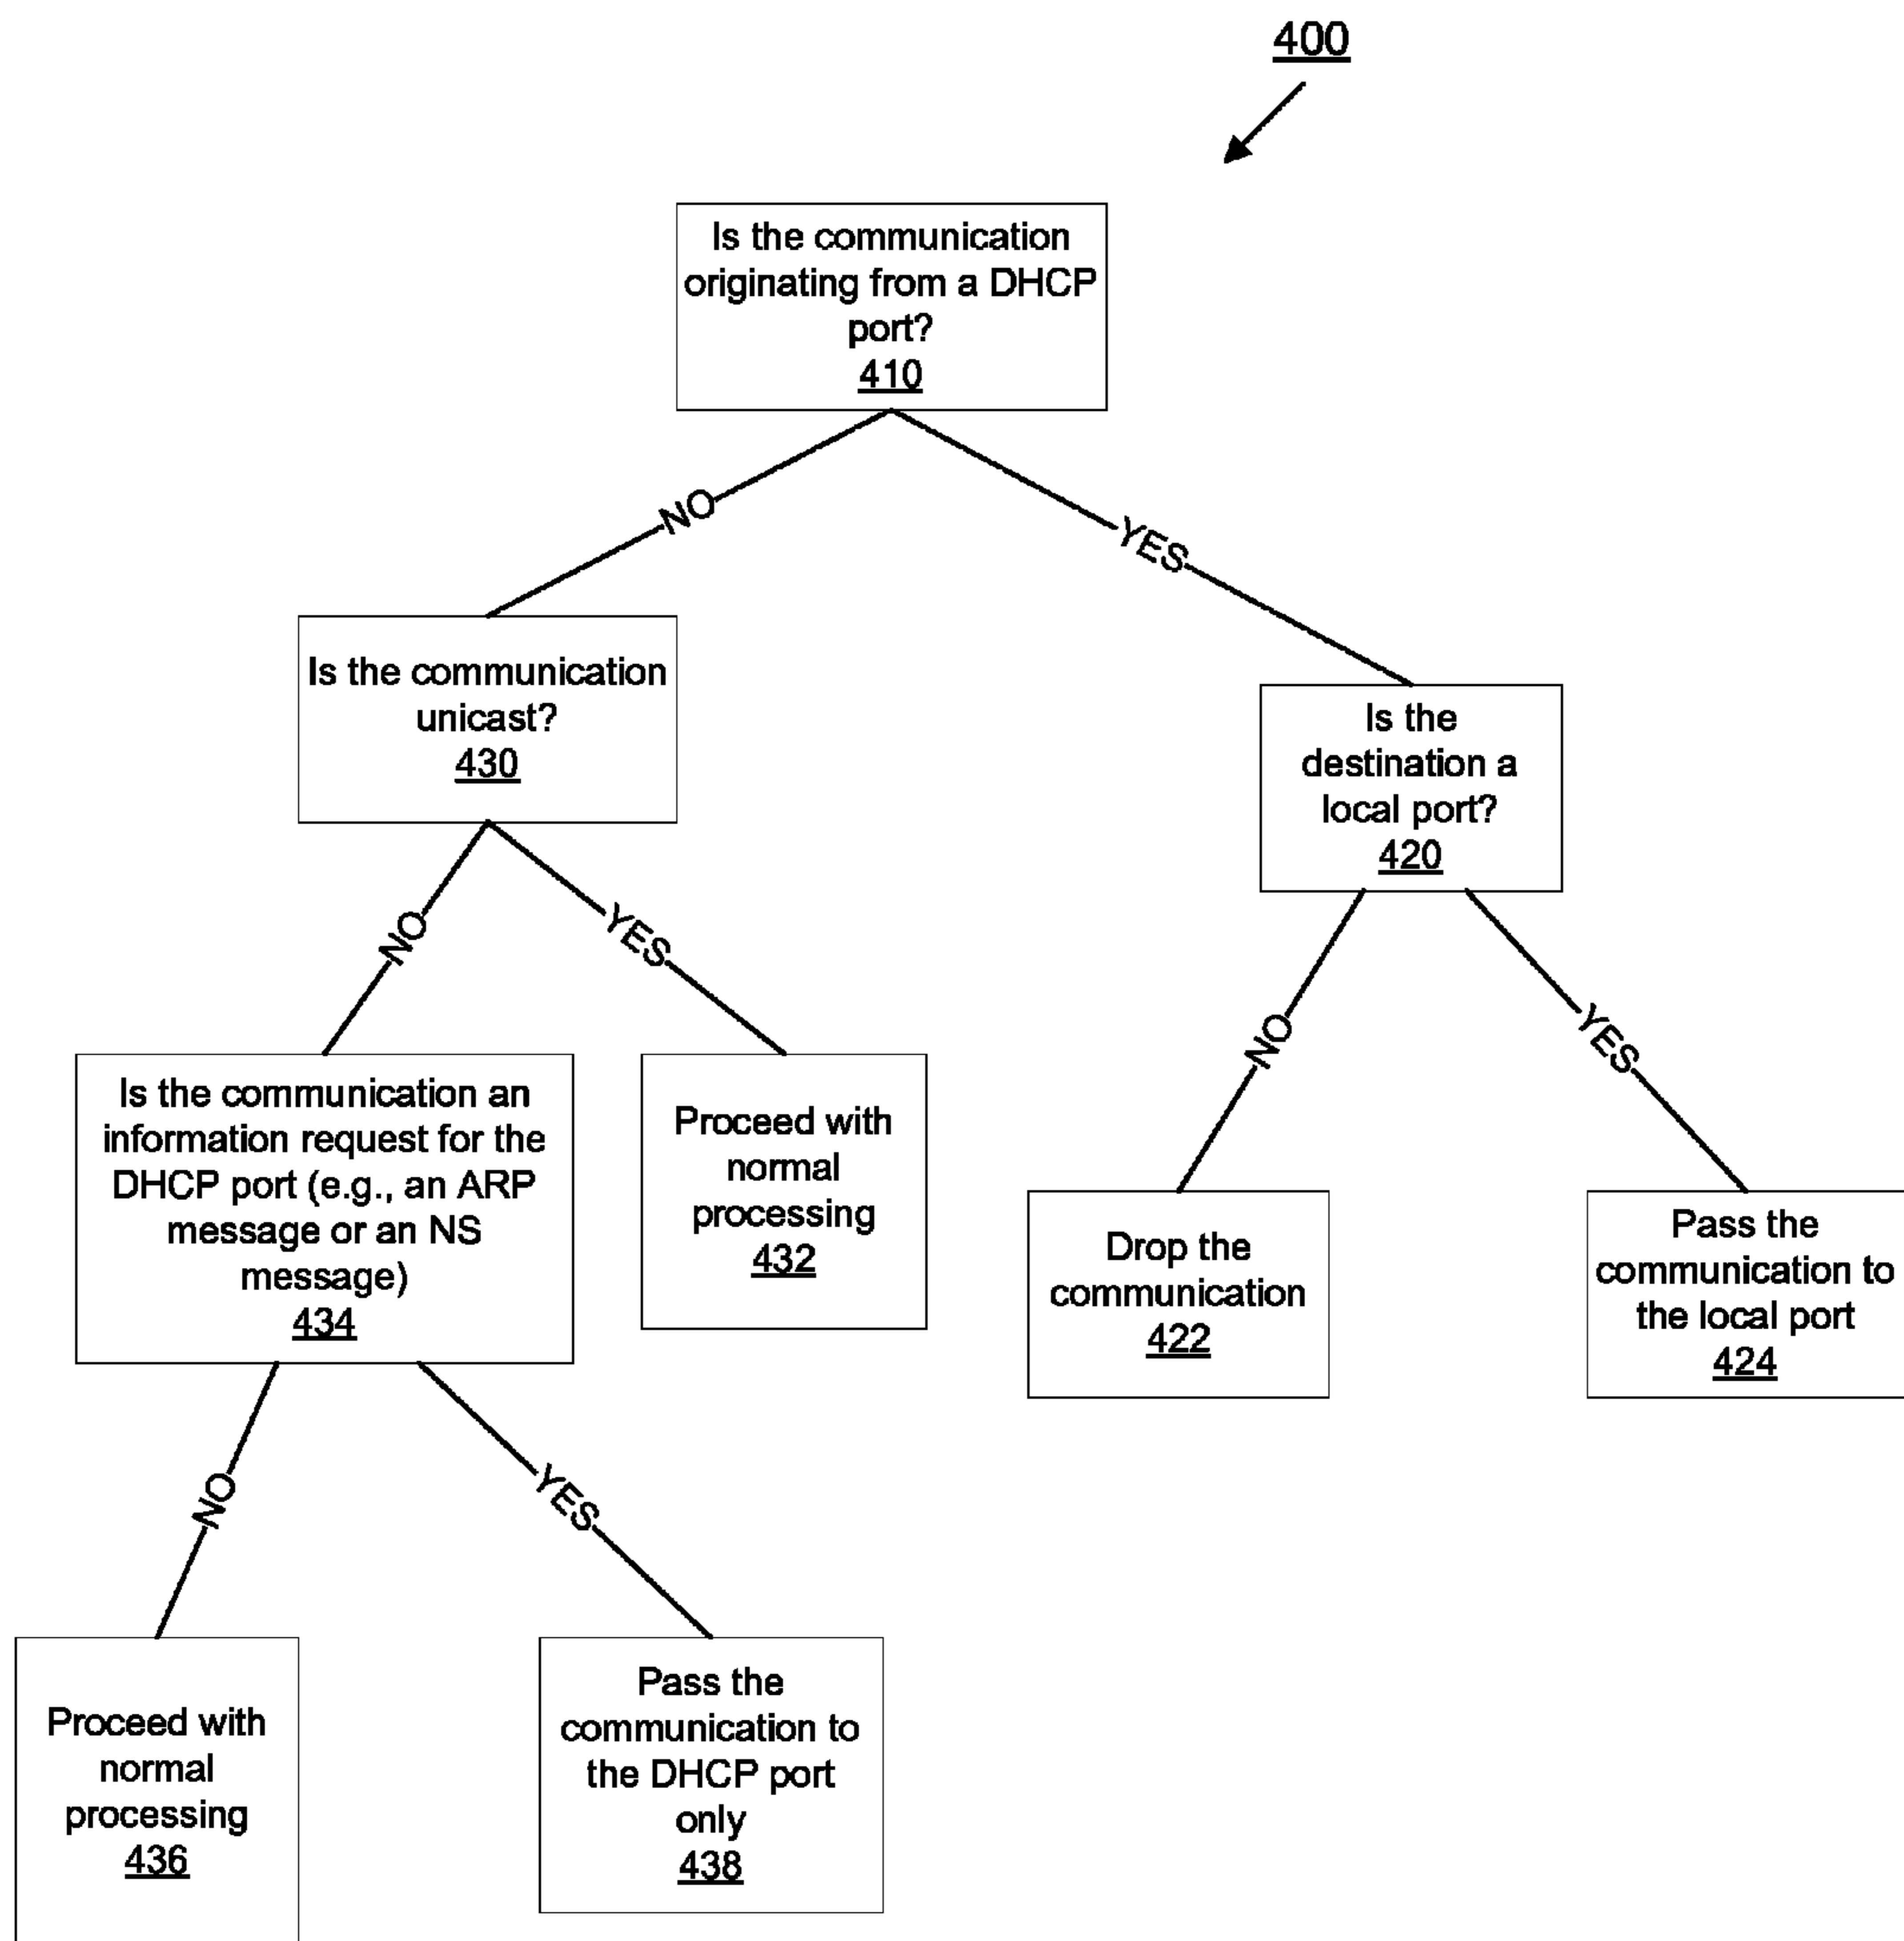 400
Is the communication
originating from a DHCP
port?
410
NO
YES
Is the communication
unicast?
430
Is the
destination a
local port?
420
NO
YES
NO
YES
Is the communication an
information request for the
DHCP port (e.g., an ARP
message or an NS
message)
434
Proceed with
normal
processing
432
Drop the
communication
422
Pass the
communication to
the local port
424
NO
YES
Proceed with
normal
processing
436
Pass the
communication to
the DHCP port
only
438